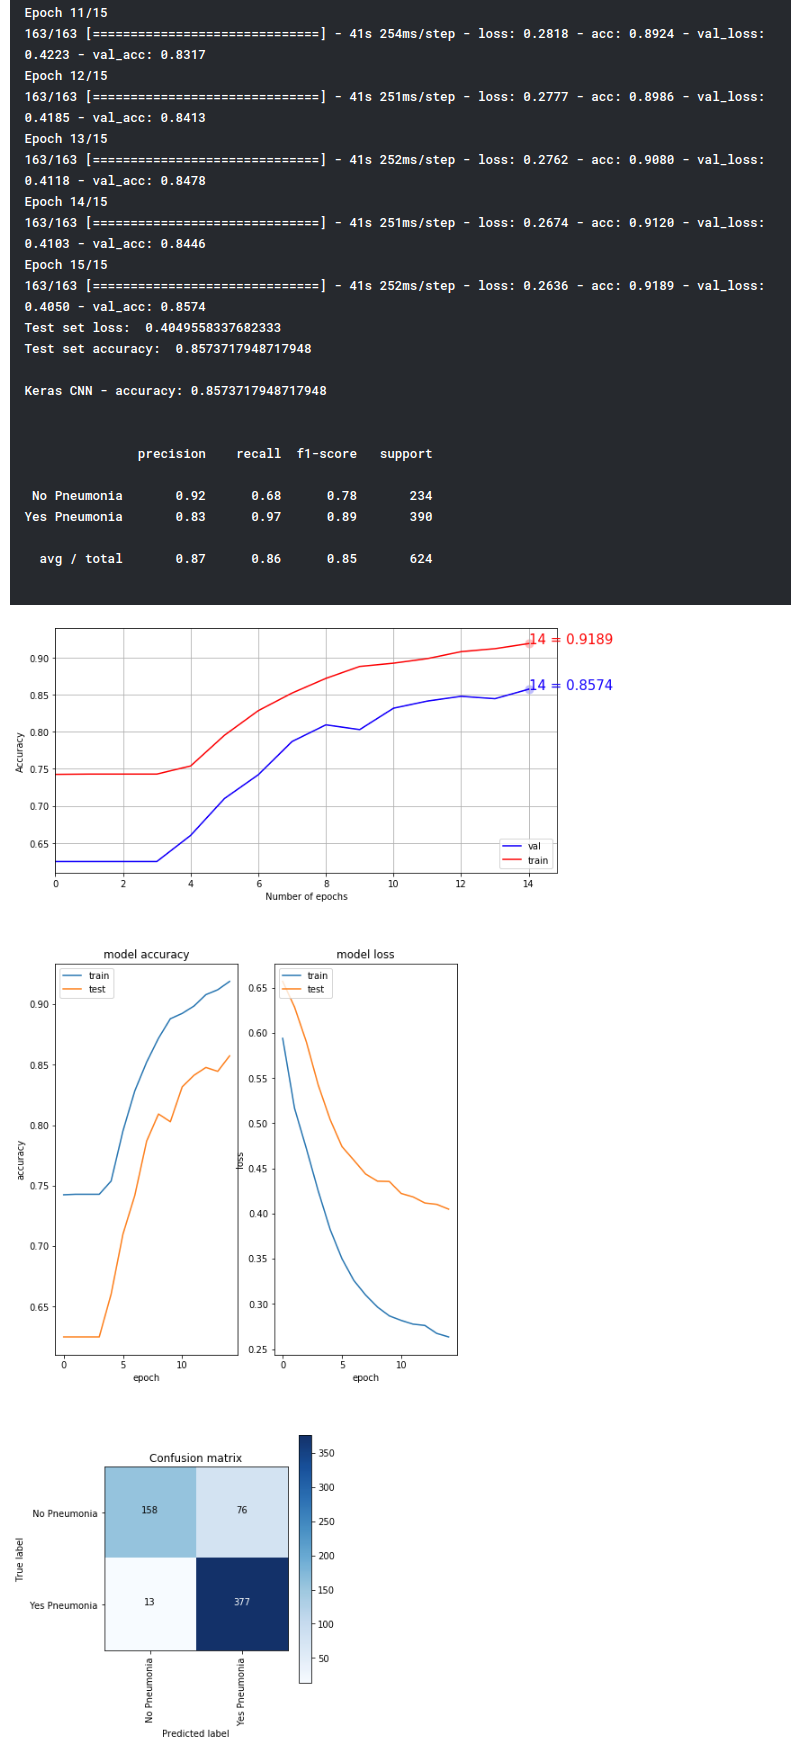 Epoch 11/15
163/163 [==============================] - 41s 254ms/step - loss: 0.2818 - acc: 0.8924 - val_loss:
0.4223 - val_acc: 0.8317
Epoch 12/15
163/163 [==============================] - 41s 251ms/step - loss: 0.2777 - acc: 0.8986 - val_loss:
0.4185 - val_acc: 0.8413
Epoch 13/15
163/163 [==============================] - 41s 252ms/step - loss: 0.2762 - acc: 0.9080 - val_loss:
0.4118 - val_acc: 0.8478
Epoch 14/15
163/163 [==============================] - 41s 251ms/step - loss: 0.2674 - acc: 0.9120 - val_loss:
0.4103 - val_acc: 0.8446
Epoch 15/15
163/163 [==============================] - 41s 252ms/step - loss: 0.2636 - acc: 0.9189 - val_loss:
0.4050 - val_acc: 0.8574
Test set loss:  0.4049558337682333
Test set accuracy:  0.8573717948717948
Keras CNN - accuracy: 0.8573717948717948
precision recall f1-score support
No Pneumonia 0.92 0.68 0.78 234
Yes Pneumonia 0.83 0.97 0.89 390
avg / total 0.87 0.86 0.85 624
14 = 0.9189
14 = 0.8574
0.90
0.85
0.80
0.75
0.70
0.65
Accuracy
val
train
0 2 4 6 8 10 12 14
Number of epochs
model accuracy
train
test
0.90
0.85
0.80
0.75
0.70
0.65
accuracy
0 5 10
epoch
model loss
train
test
0.65
0.60
0.55
0.50
0.45
0.40
0.35
0.30
0.25
loss
0 5 10
epoch
Confusion matrix
True label
No Pneumonia 158 76
Yes Pneumonia 13 377
No Pneumonia
Yes Pneumonia
Predicted label
350
300
250
200
150
100
50